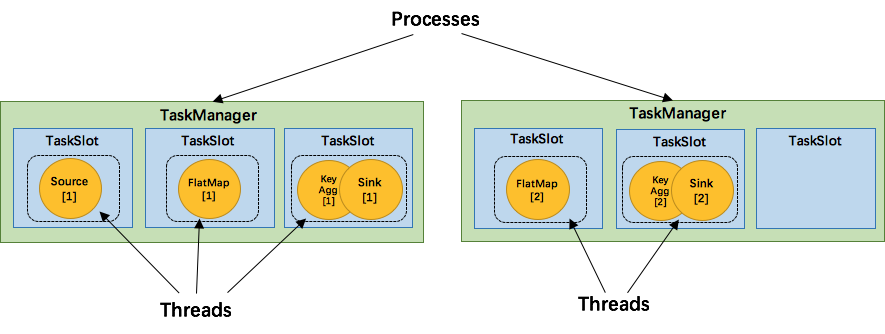 Processes
TaskManager
TaskSlot
TaskSlot
TaskSlot
Source
[1]
FlatMap
[1]
Key
Agg
[1]
Sink
[1]
Threads
TaskManager
TaskSlot
TaskSlot
TaskSlot
FlatMap
[2]
Key
Agg
[2]
Sink
[2]
Threads